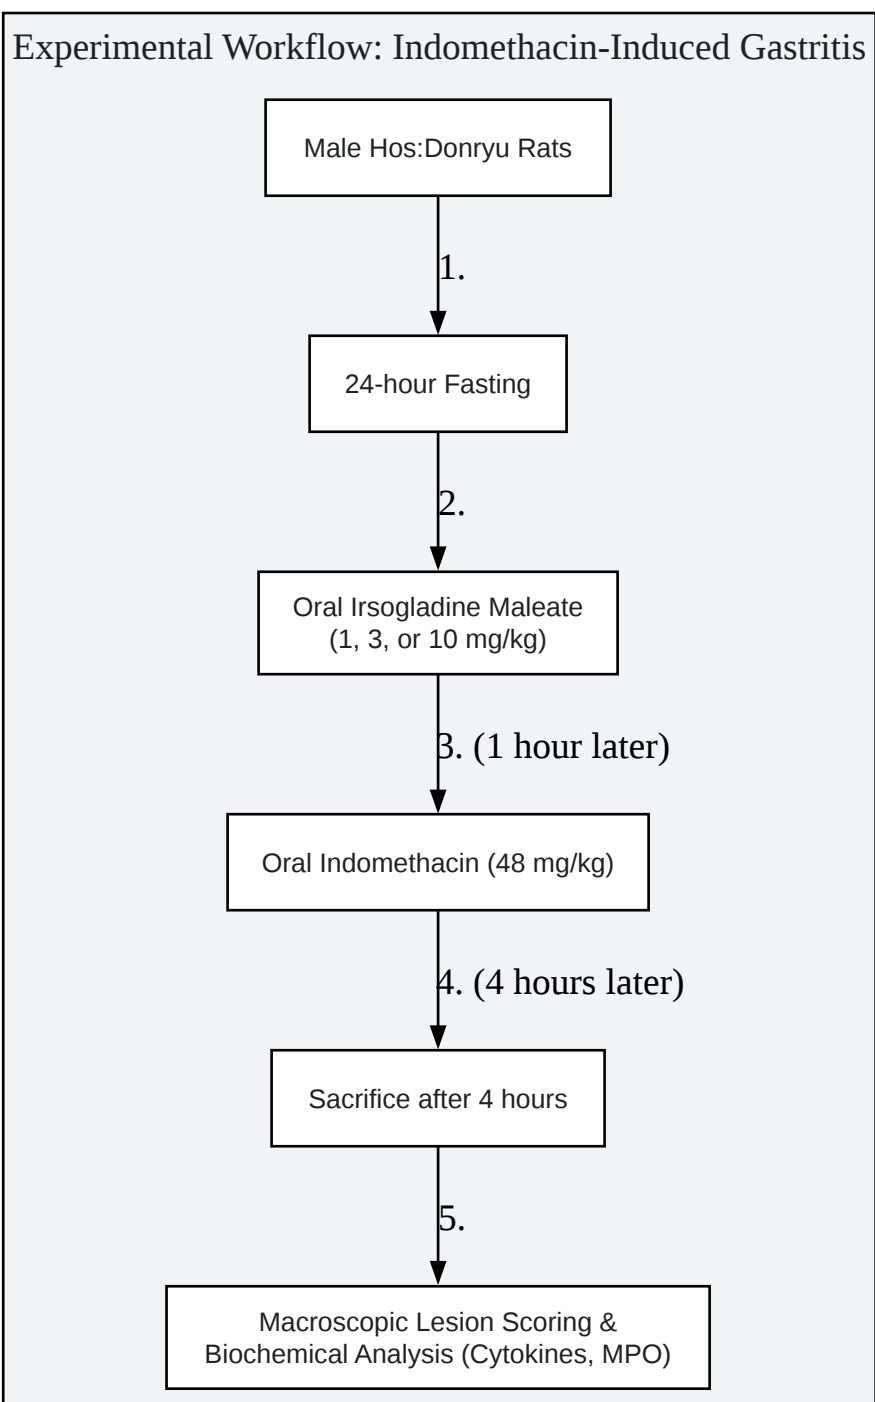 Experimental Workflow: Indomethacin-Induced Gastritis
Male Hos:Donryu Rats
1.
24-hour Fasting
2.
Oral Irsogladine Maleate
(1, 3, or 10 mg/kg)
3. (1 hour later)
Oral Indomethacin (48 mg/kg)
4. (4 hours later)
Sacrifice after 4 hours
5.
Macroscopic Lesion Scoring &
Biochemical Analysis (Cytokines, MPO)